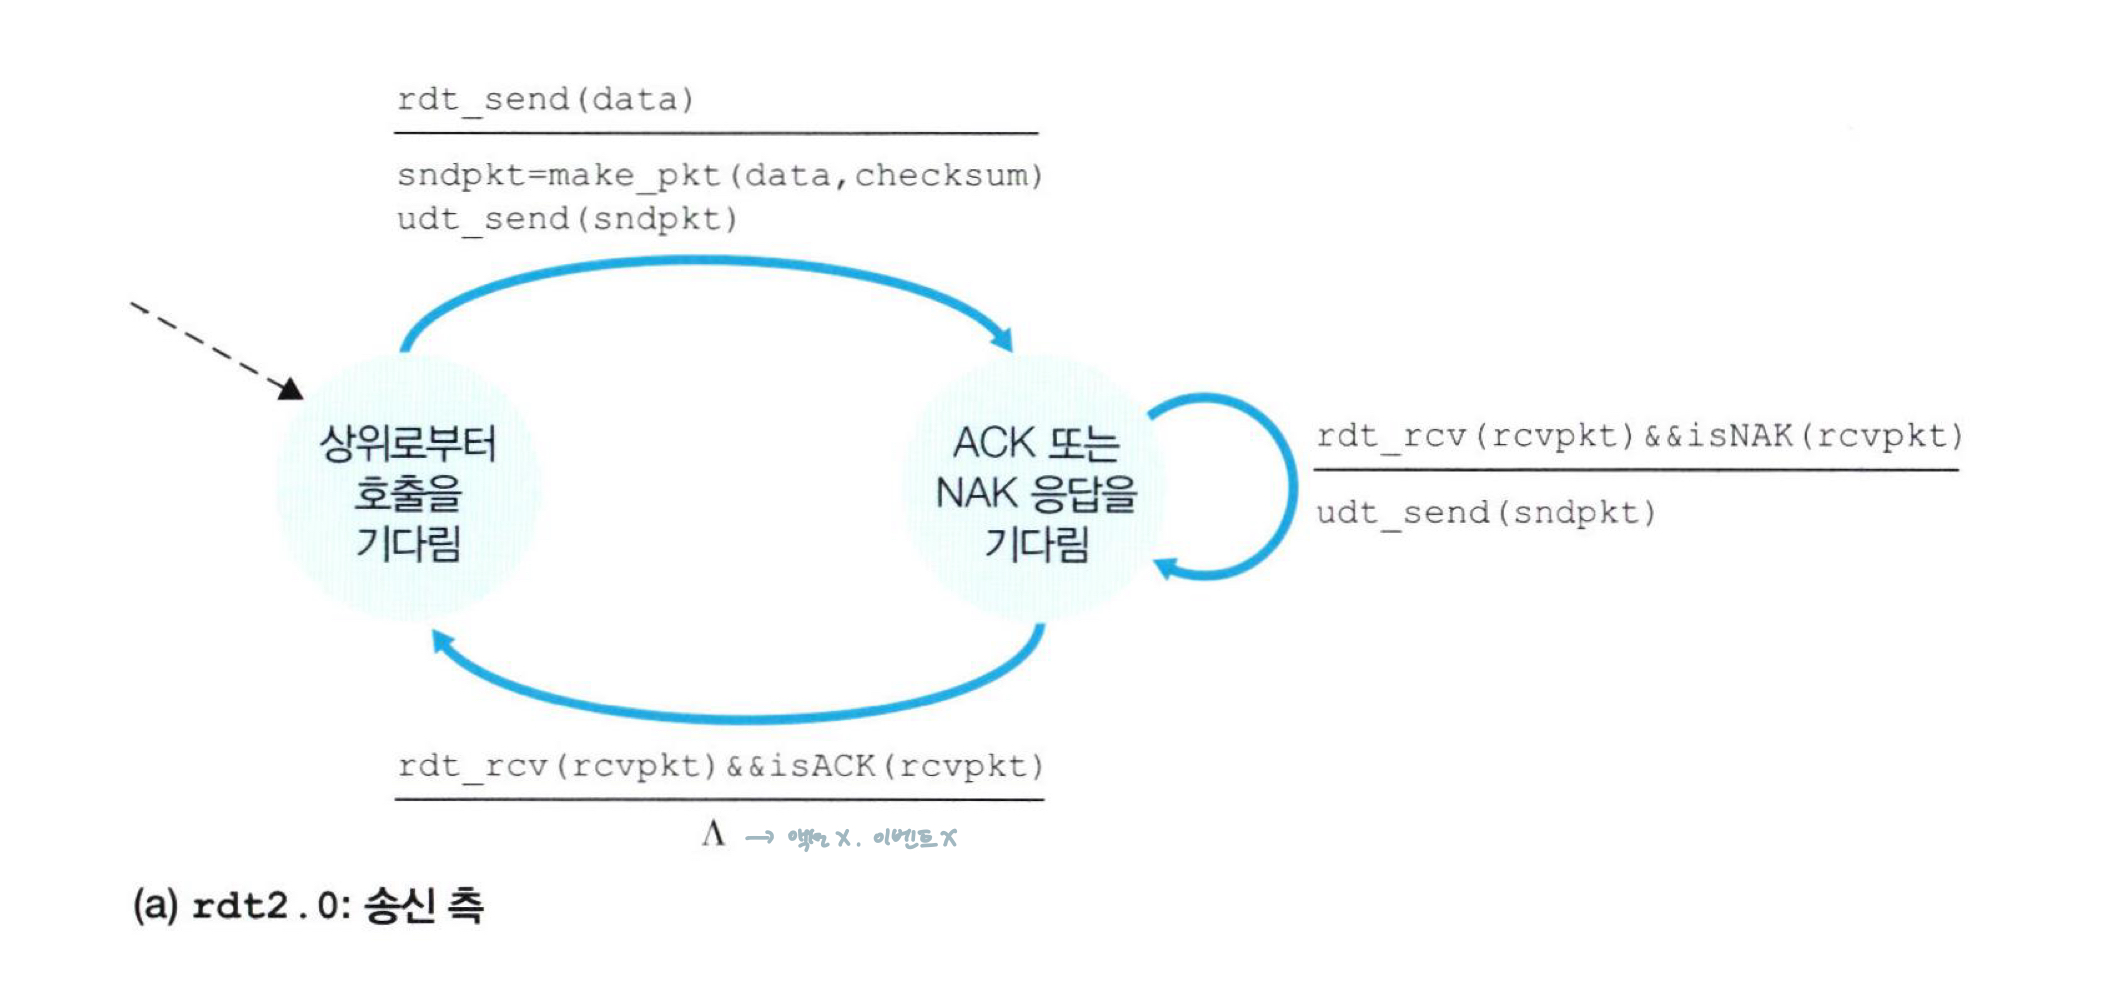 rdt_send(data)
sndpkt=make_pkt(data,checksum)
udt_send(sndpkt)
상위로부터
호출을
기다림
ACK 또는
NAK 응답을
기다림
rdt_rcv(rcvpkt)&&isNAK(rcvpkt)
udt_send(sndpkt)
rdt_rcv(rcvpkt)&&isACK(rcvpkt)
Λ → 액션 X. 이벤트 X
(a) rdt2.0: 송신 측